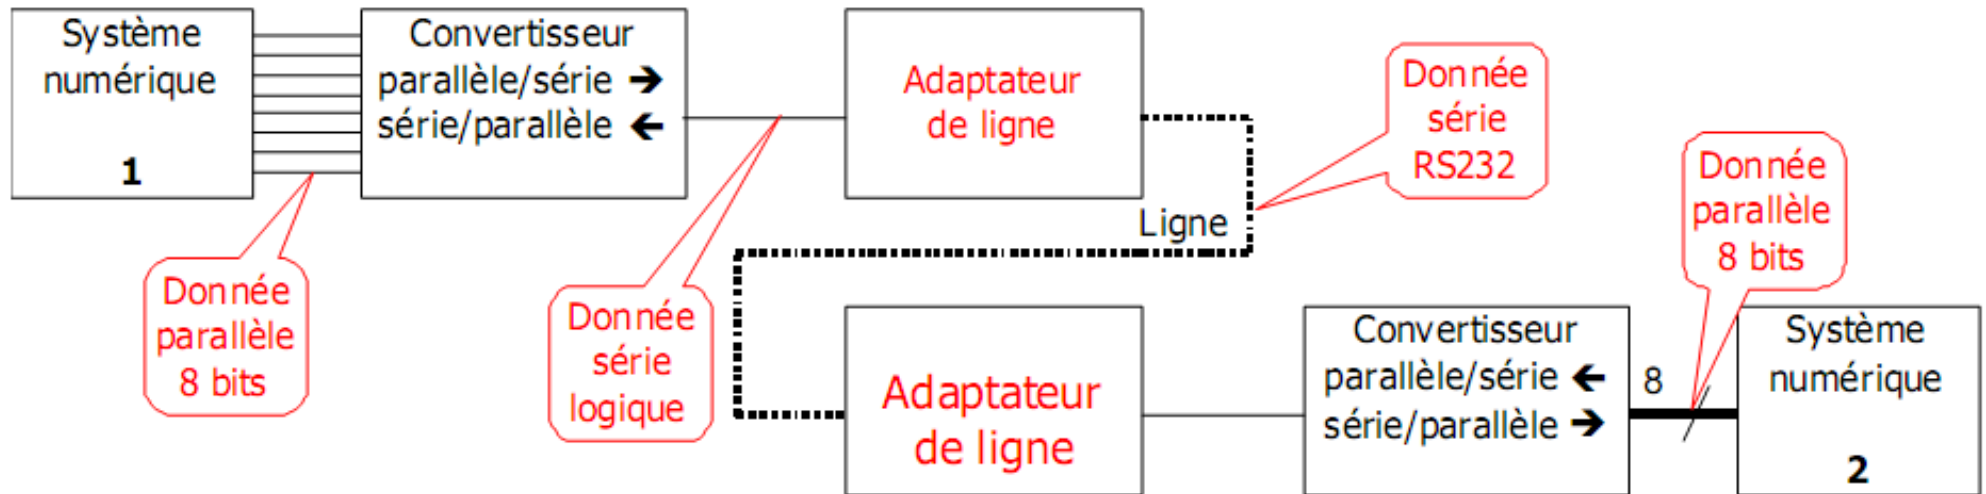 Système
numérique
1
Convertisseur
parallèle/série →
série/parallèle ←
Adaptateur
de ligne
Donnée
série
RS232
Donnée
parallèle
8 bits
Ligne
Donnée
parallèle
8 bits
Donnée
série
logique
Adaptateur
de ligne
Convertisseur
parallèle/série ←
série/parallèle →
8
Système
numérique
2